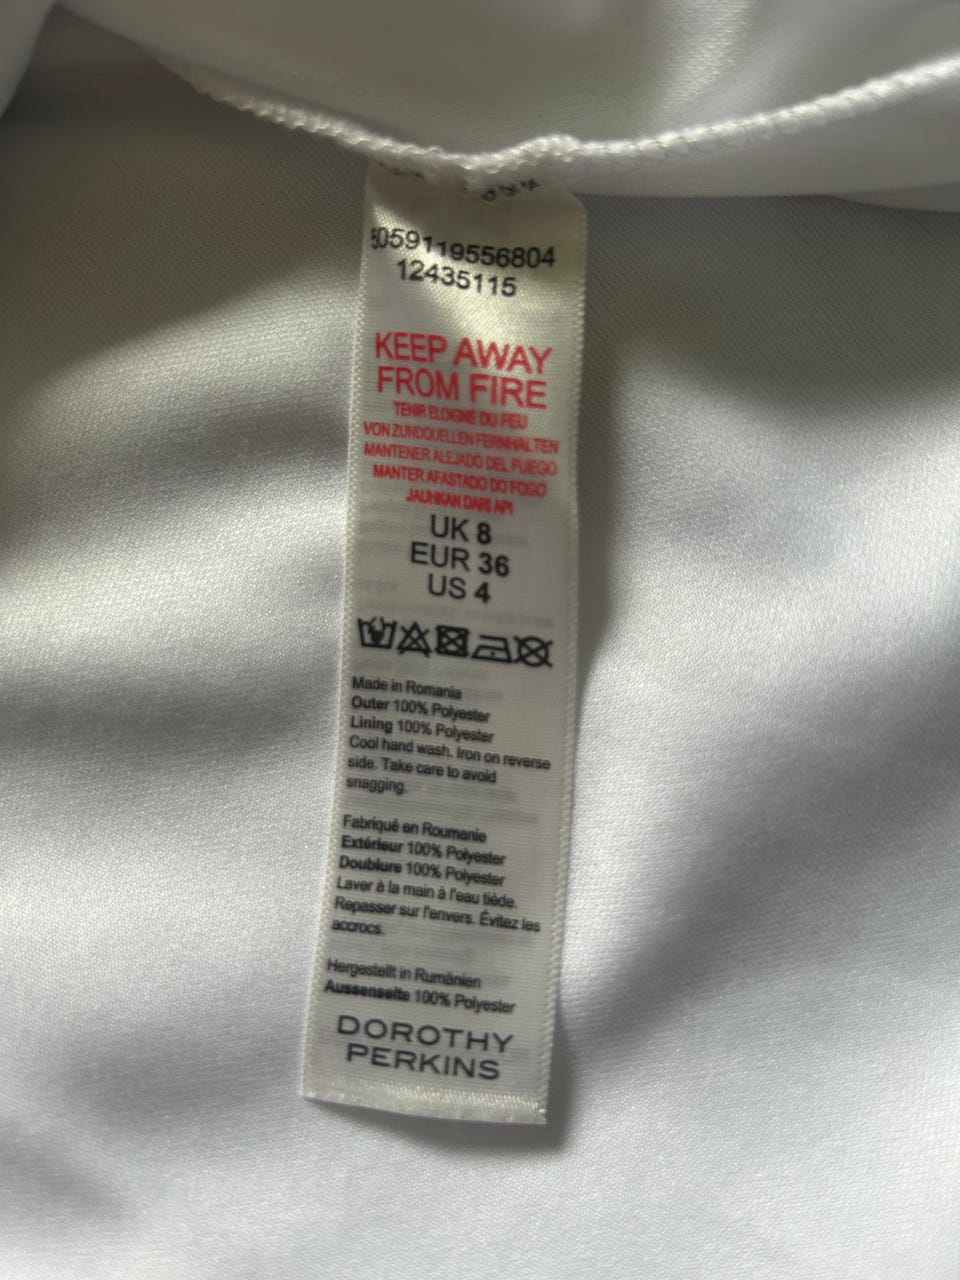 5059119556804
12435115
KEEP AWAY
FROM FIRE
TENIR ELOIGNE DU FEU
VON ZUNDQUELLEN FERNHALTEN
MANTENER ALEJADO DEL FUEGO
MANTER AFASTADO DO FOGO
JAUHKAN DARI API
UK 8
EUR 36
US 4
Made in Romania
Outer 100% Polyester
Lining 100% Polyester
Cool hand wash. Iron on reverse
side. Take care to avoid
snagging.
Fabriqué en Roumanie
Extérieur 100% Polyester
Doublure 100% Polyester
Laver à la main à l'eau tiède.
Repasser sur l'envers. Évitez les
accrocs.
Hergestellt in Rumänien
Aussenseite 100% Polyester
DOROTHY
PERKINS